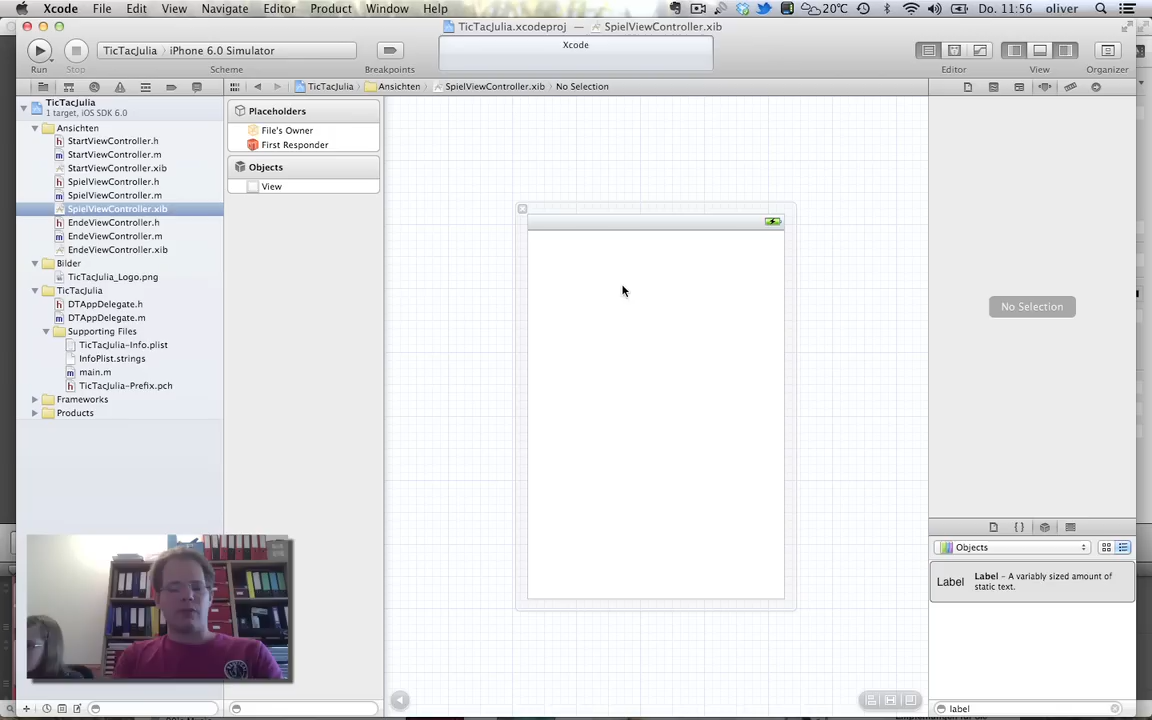 Xcode File Edit View Navigate Editor Product Window Help
20°C Do. 11:56 oliver
TicTacJulia.xcodeproj — SpielViewController.xib
TicTacJulia iPhone 6.0 Simulator
Xcode
Run Stop Scheme Breakpoints Editor View Organizer
TicTacJulia Ansichten SpielViewController.xib No Selection
TicTacJulia
1 target, iOS SDK 6.0
Ansichten
StartViewController.h
StartViewController.m
StartViewController.xib
SpielViewController.h
SpielViewController.m
SpielViewController.xib
EndeViewController.h
EndeViewController.m
EndeViewController.xib
Bilder
TicTacJulia_Logo.png
TicTacJulia
DTAppDelegate.h
DTAppDelegate.m
Supporting Files
TicTacJulia-Info.plist
InfoPlist.strings
main.m
TicTacJulia-Prefix.pch
Frameworks
Products
Placeholders
File's Owner
First Responder
Objects
View
No Selection
Objects
Label
Label – A variably sized amount of
static text.
label